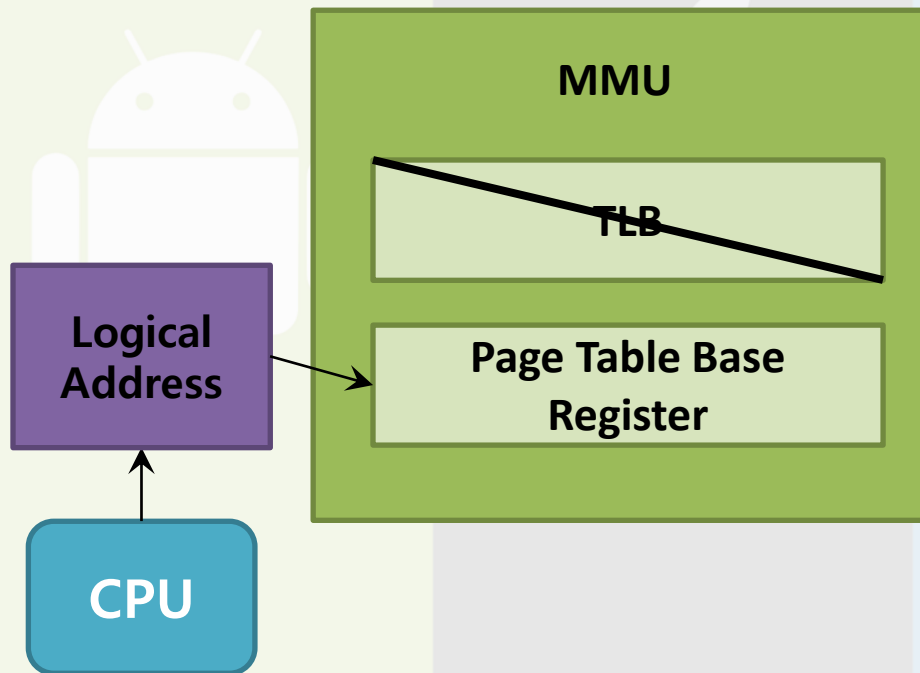 MMU
TLB
Logical
Address
Page Table Base
Register
CPU